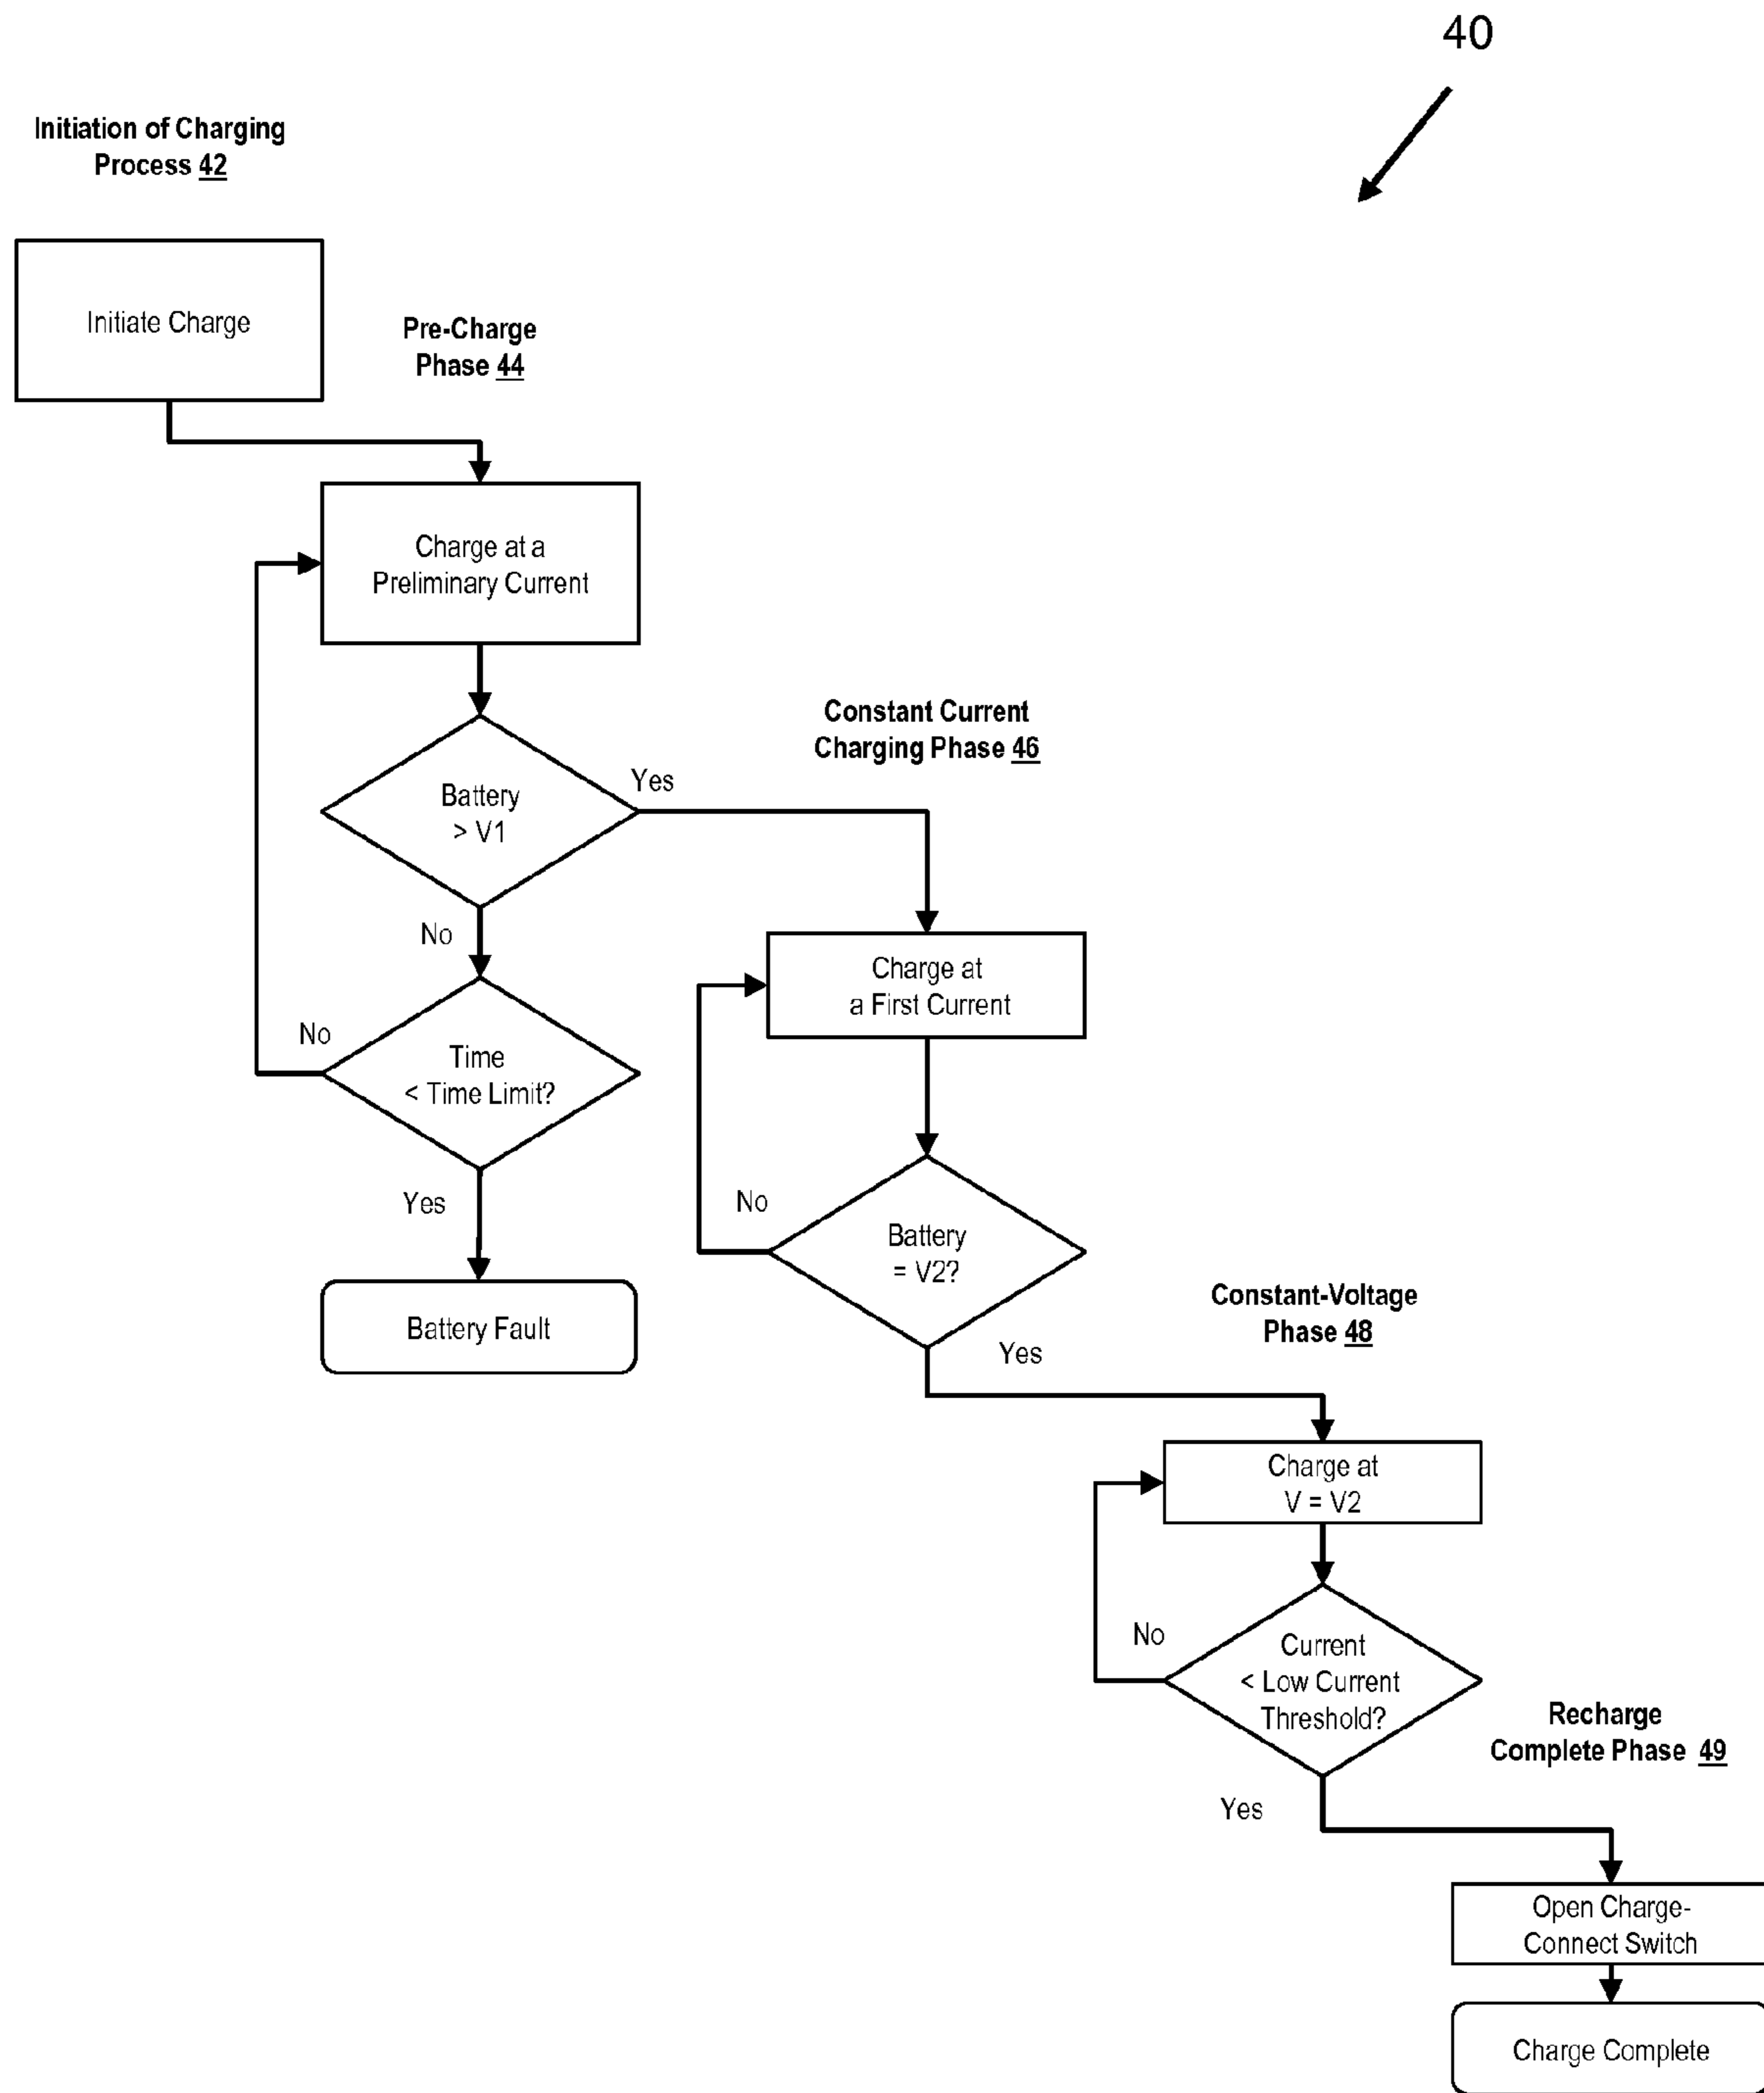 40
Initiation of Charging
Process 42
Initiate Charge
Pre-Charge
Phase 44
Charge at a
Preliminary Current
Constant Current
Charging Phase 46
Battery
> V1
Yes
No
Charge at
a First Current
No
Time
< Time Limit?
Yes
No
Battery
= V2?
Battery Fault
Yes
Constant-Voltage
Phase 48
Charge at
V = V2
No
Current
< Low Current
Threshold?
Recharge
Complete Phase 49
Yes
Open Charge-
Connect Switch
Charge Complete